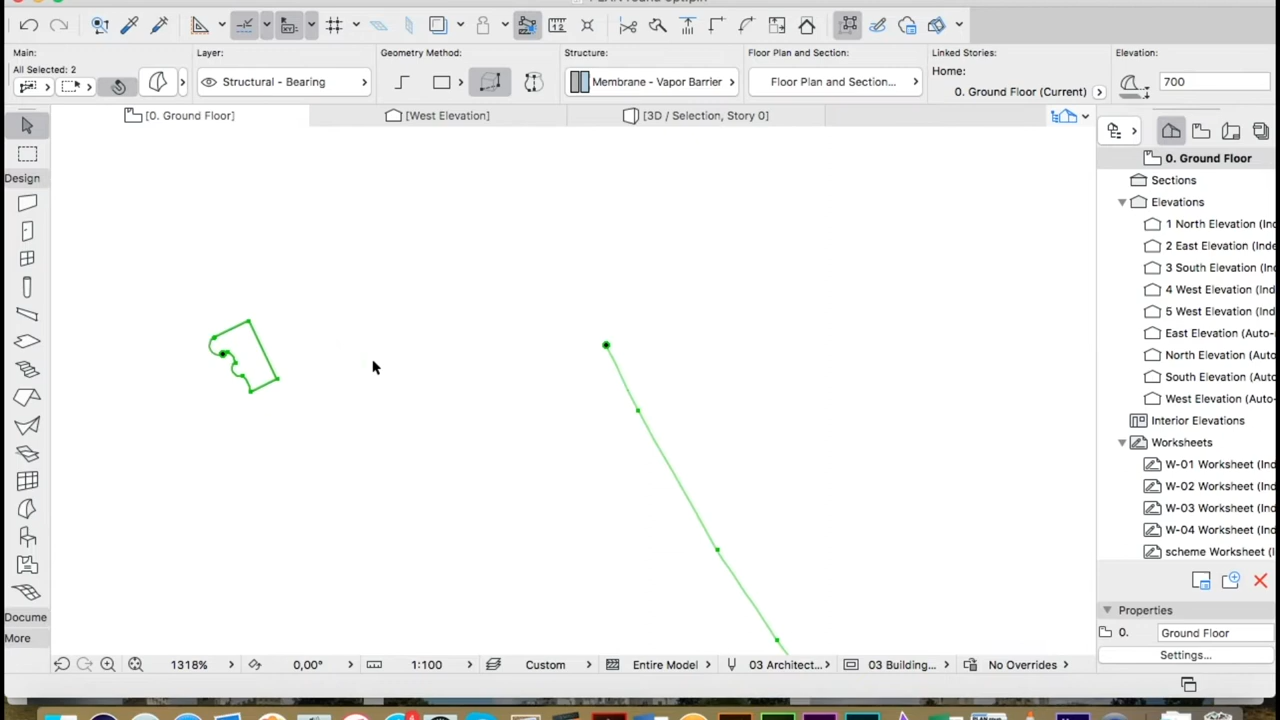 Main:
All Selected: 2
Layer:
Structural - Bearing
Geometry Method:
Structure:
Membrane - Vapor Barrier
Floor Plan and Section:
Floor Plan and Section...
Linked Stories:
Home:
0. Ground Floor (Current)
Elevation:
700
[0. Ground Floor]
[West Elevation]
[3D / Selection, Story 0]
Design
Docume
More
0. Ground Floor
Sections
Elevations
1 North Elevation (In
2 East Elevation (Inde
3 South Elevation (Ind
4 West Elevation (Ind
5 West Elevation (Ind
East Elevation (Auto-
North Elevation (Auto
South Elevation (Auto
West Elevation (Auto-
Interior Elevations
Worksheets
W-01 Worksheet (Ind
W-02 Worksheet (Ind
W-03 Worksheet (Ind
W-04 Worksheet (Ind
scheme Worksheet (I
Properties
0.
Ground Floor
Settings...
1318%
0,00°
1:100
Custom
Entire Model
03 Architect...
03 Building...
No Overrides